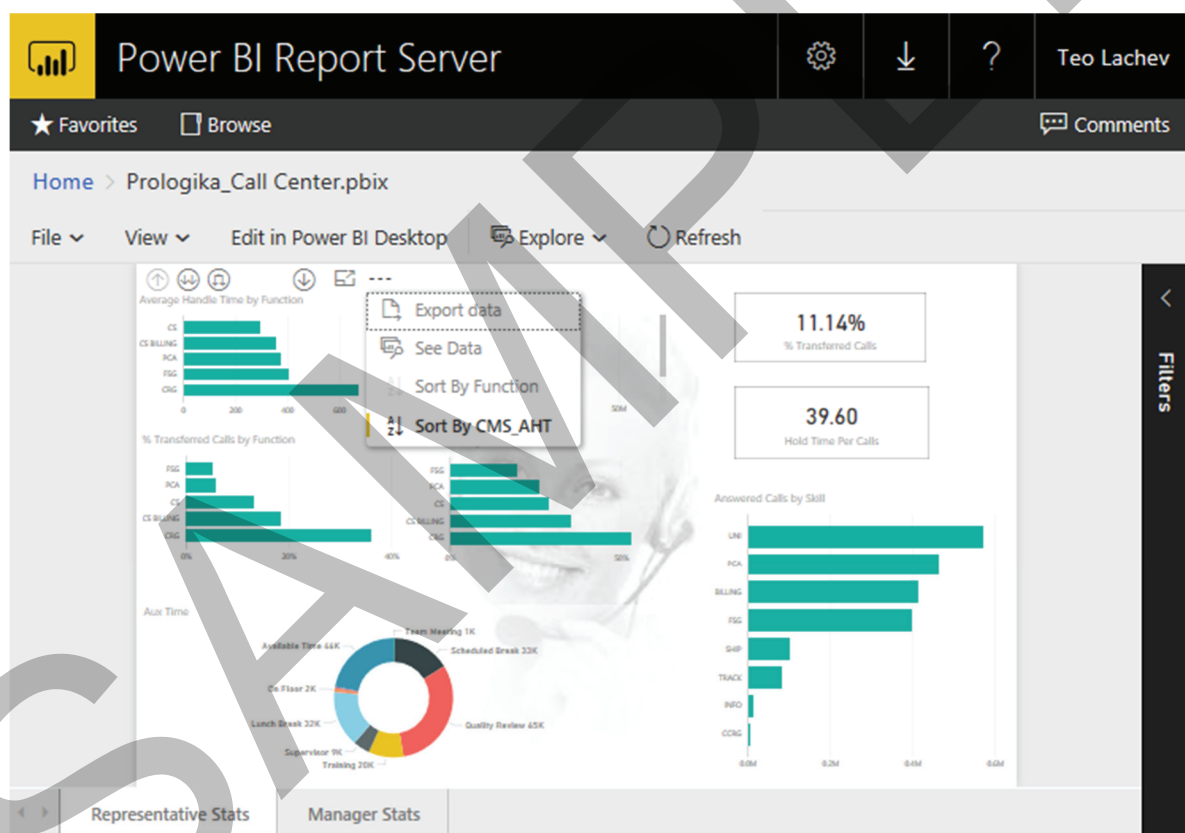 Power BI Report Server
Teo Lachev
Favorites
Browse
Comments
Home > Prologika_Call Center.pbix
File
View
Edit in Power BI Desktop
Explore
Refresh
Average Handle Time by Function
CS
CS BILLING
PCA
FSG
CRG
0 200 400 600
Export data
See Data
Sort By Function
Sort By CMS_AHT
50M
11.14%
% Transferred Calls
39.60
Hold Time Per Calls
Filters
% Transferred Calls by Function
FSG
PCA
CS
CS BILLING
CRG
0% 20% 40%
FSG
PCA
CS
CS BILLING
CRG
0% 50%
Answered Calls by Skill
UNI
PCA
BILLING
FSG
SHIP
TRACK
INFO
CCRG
0.0M 0.2M 0.4M 0.6M
Aux Time
Team Meeting 1K
Available Time 44K
Scheduled Break 33K
On Floor 2K
Lunch Break 32K
Quality Review 65K
Supervisor 9K
Training 20K
Representative Stats
Manager Stats
SAMPLE